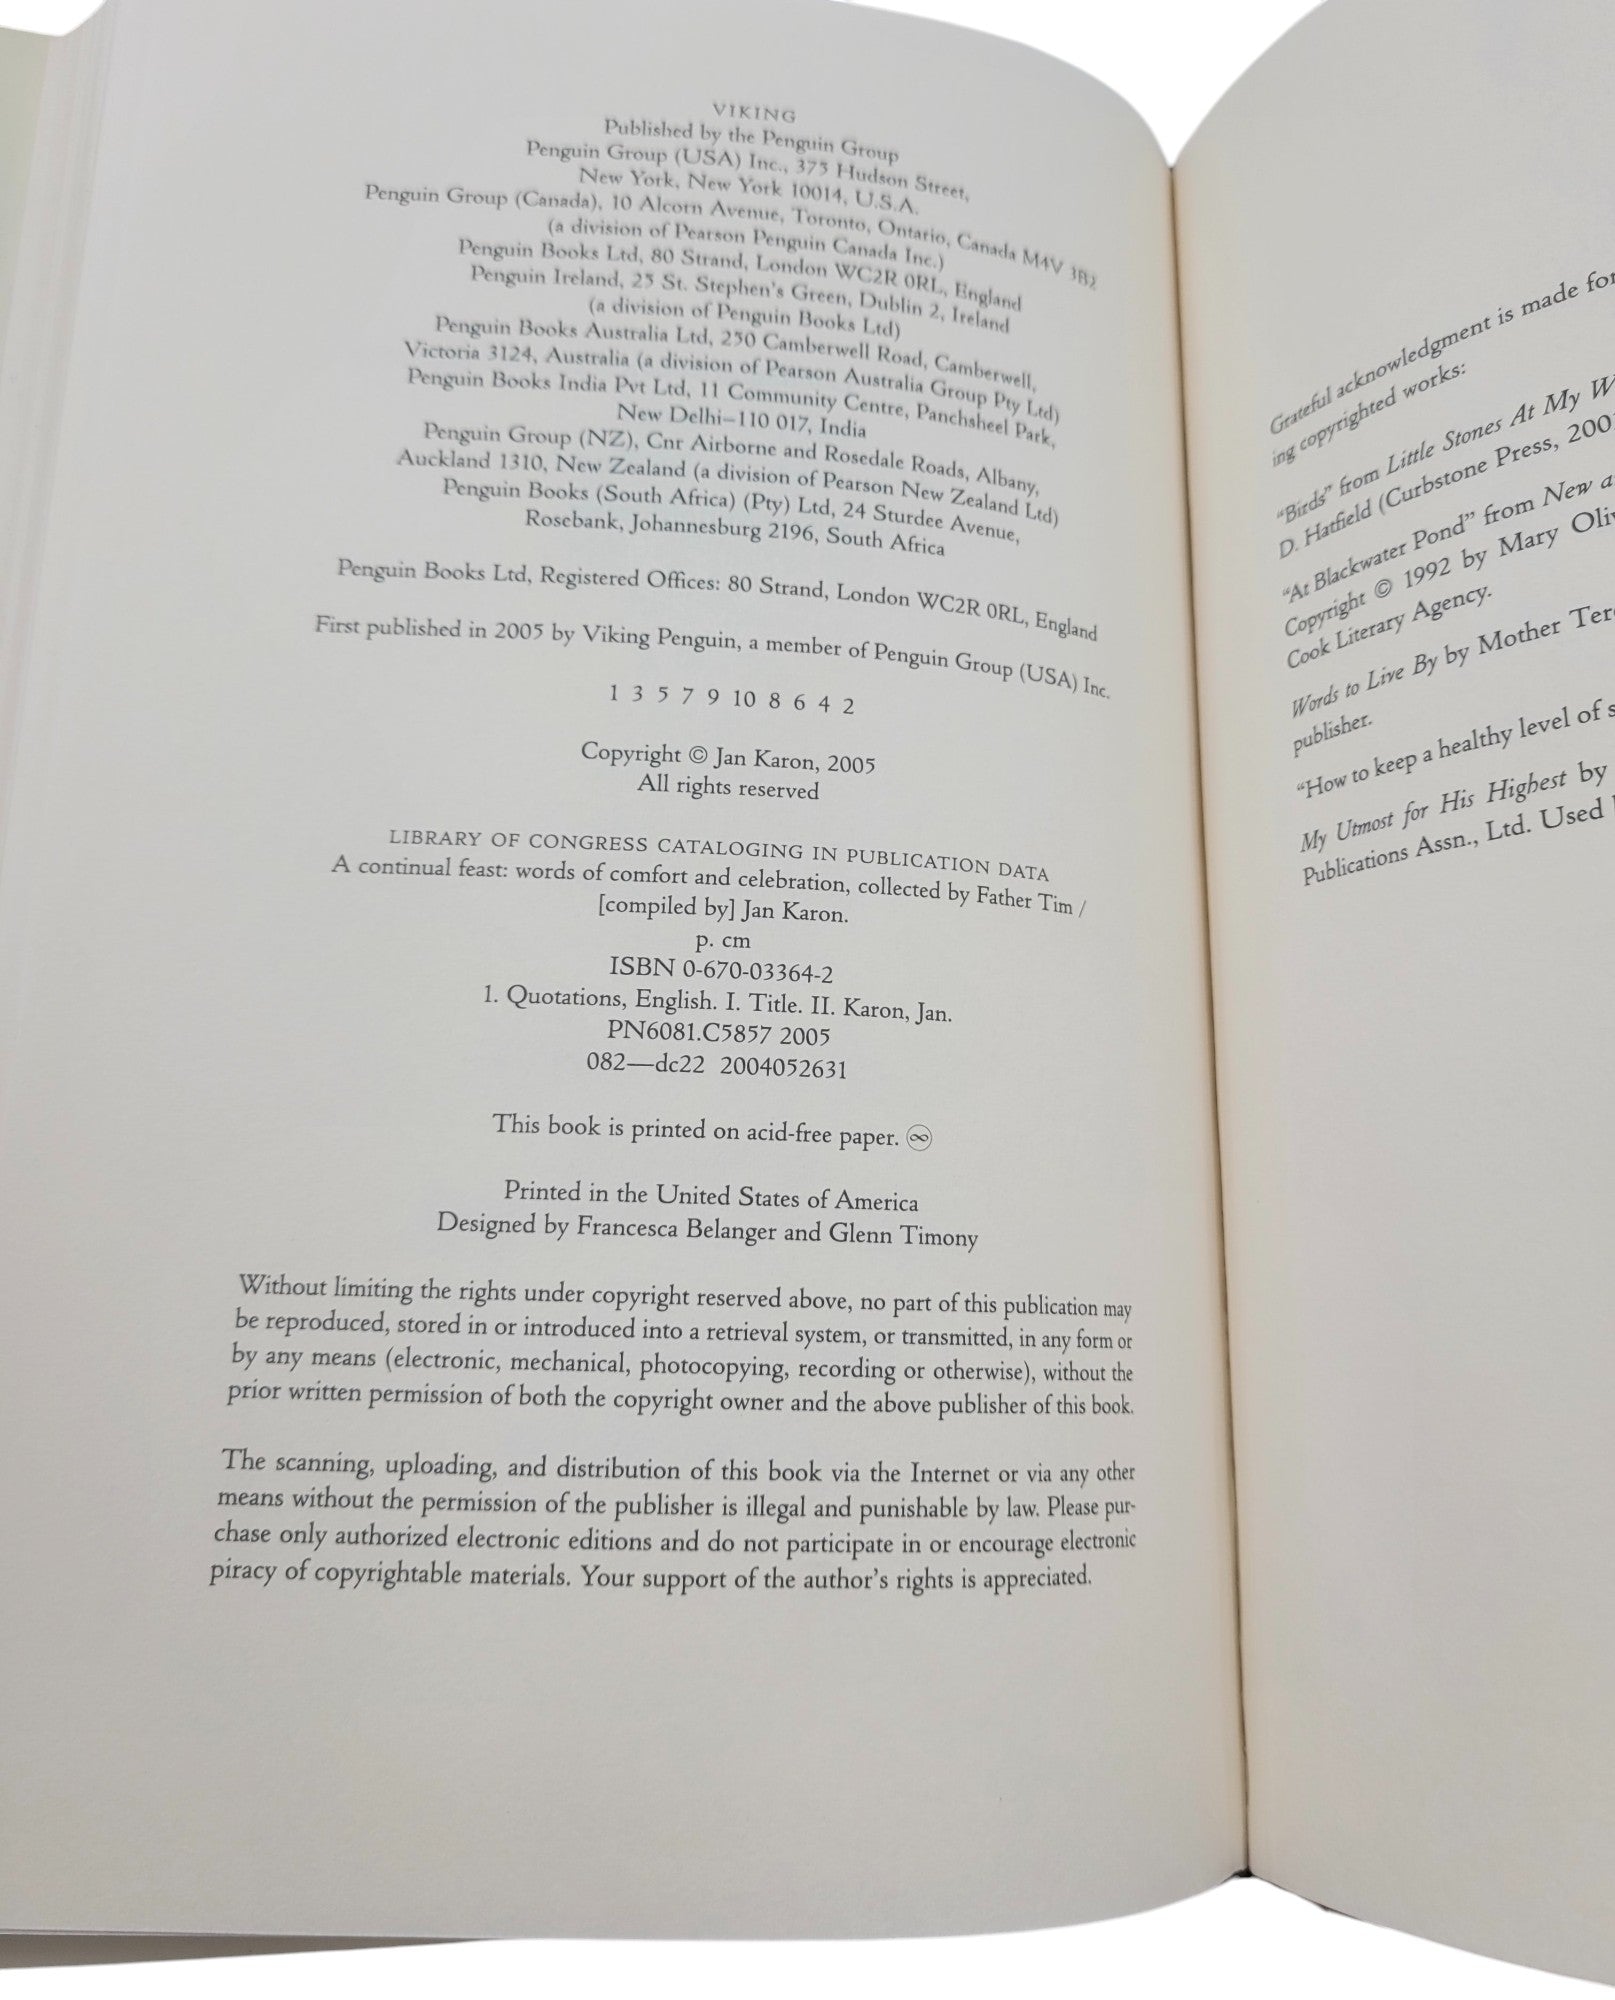 VIKING
Published by the Penguin Group
Penguin Group (USA) Inc., 375 Hudson Street,
New York, New York 10014, U.S.A.
Penguin Group (Canada), 10 Alcorn Avenue, Toronto, Ontario, Canada M4V 3B2
(a division of Pearson Penguin Canada Inc.)
Penguin Books Ltd, 80 Strand, London WC2R 0RL, England
Penguin Ireland, 25 St. Stephen's Green, Dublin 2, Ireland
(a division of Penguin Books Ltd)
Penguin Books Australia Ltd, 250 Camberwell Road, Camberwell,
Victoria 3124, Australia (a division of Pearson Australia Group Pty Ltd)
Penguin Books India Pvt Ltd, 11 Community Centre, Panchsheel Park,
New Delhi–110 017, India
Penguin Group (NZ), Cnr Airborne and Rosedale Roads, Albany,
Auckland 1310, New Zealand (a division of Pearson New Zealand Ltd)
Penguin Books (South Africa) (Pty) Ltd, 24 Sturdee Avenue,
Rosebank, Johannesburg 2196, South Africa
Penguin Books Ltd, Registered Offices: 80 Strand, London WC2R 0RL, England
First published in 2005 by Viking Penguin, a member of Penguin Group (USA) Inc.
1 3 5 7 9 10 8 6 4 2
Copyright © Jan Karon, 2005
All rights reserved
LIBRARY OF CONGRESS CATALOGING IN PUBLICATION DATA
A continual feast: words of comfort and celebration, collected by Father Tim /
[compiled by] Jan Karon.
p. cm
ISBN 0-670-03364-2
1. Quotations, English. I. Title. II. Karon, Jan.
PN6081.C5857 2005
082—dc22 2004052631
This book is printed on acid-free paper. ♾
Printed in the United States of America
Designed by Francesca Belanger and Glenn Timony
Without limiting the rights under copyright reserved above, no part of this publication may
be reproduced, stored in or introduced into a retrieval system, or transmitted, in any form or
by any means (electronic, mechanical, photocopying, recording or otherwise), without the
prior written permission of both the copyright owner and the above publisher of this book.
The scanning, uploading, and distribution of this book via the Internet or via any other
means without the permission of the publisher is illegal and punishable by law. Please pur-
chase only authorized electronic editions and do not participate in or encourage electronic
piracy of copyrightable materials. Your support of the author's rights is appreciated.
Grateful acknowledgment is made for
ing copyrighted works:
"Birds" from Little Stones At My
D. Hatfield (Curbstone Press,
"At Blackwater Pond" from New
Copyright © 1992 by Mary
Cook Literary Agency.
Words to Live By by Mother
publisher.
"How to keep a healthy level of
My Utmost for His Highest by
Publications Assn., Ltd. Used